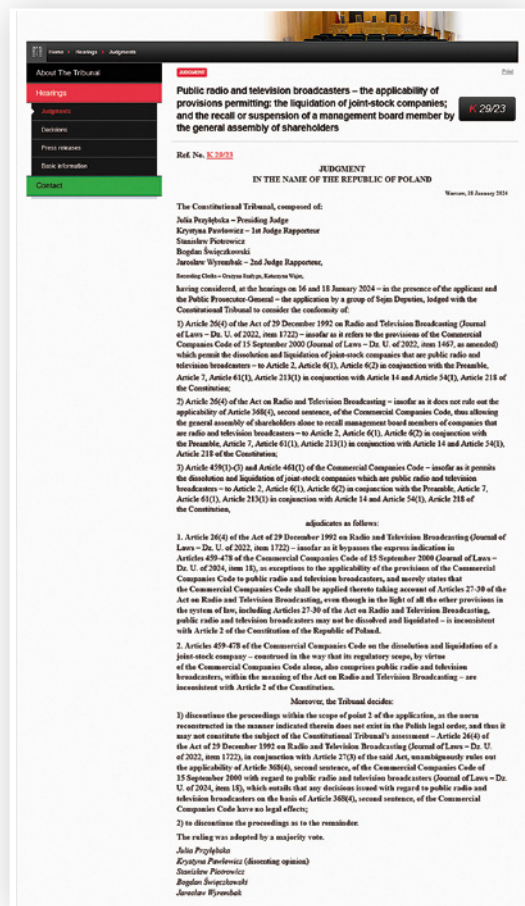 Home Hearings Judgments
About The Tribunal
Hearings
Judgments
Decisions
Press releases
Basic information
Contact
JUDGMENT
Print
Public radio and television broadcasters – the applicability of
provisions permitting: the liquidation of joint-stock companies;
and the recall or suspension of a management board member by
the general assembly of shareholders
K 29/23
Ref. No. K 29/23
JUDGMENT
IN THE NAME OF THE REPUBLIC OF POLAND
Warsaw, 18 January 2024
The Constitutional Tribunal, composed of:
Julia Przyłębska – Presiding Judge
Krystyna Pawłowicz – 1st Judge Rapporteur
Stanisław Piotrowicz
Bogdan Święczkowski
Jarosław Wyrembak – 2nd Judge Rapporteur,
Recording Clerks – Grażyna Szałygo, Katarzyna Wajs,
having considered, at the hearings on 16 and 18 January 2024 – in the presence of the applicant and
the Public Prosecutor-General – the application by a group of Sejm Deputies, lodged with the
Constitutional Tribunal to consider the conformity of:
1) Article 26(4) of the Act of 29 December 1992 on Radio and Television Broadcasting (Journal
of Laws – Dz. U. of 2022, item 1722) – insofar as it refers to the provisions of the Commercial
Companies Code of 15 September 2000 (Journal of Laws – Dz. U. of 2022, item 1467, as amended)
which permit the dissolution and liquidation of joint-stock companies that are public radio and
television broadcasters – to Article 2, Article 6(1), Article 6(2) in conjunction with the Preamble,
Article 7, Article 61(1), Article 213(1) in conjunction with Article 14 and Article 54(1), Article 218 of
the Constitution;
2) Article 26(4) of the Act on Radio and Television Broadcasting – insofar as it does not rule out the
applicability of Article 368(4), second sentence, of the Commercial Companies Code, thus allowing
the general assembly of shareholders alone to recall management board members of companies that
are radio and television broadcasters – to Article 2, Article 6(1), Article 6(2) in conjunction with
the Preamble, Article 7, Article 61(1), Article 213(1) in conjunction with Article 14 and Article 54(1),
Article 218 of the Constitution;
3) Article 459(1)-(3) and Article 461(1) of the Commercial Companies Code – insofar as it permits
the dissolution and liquidation of joint-stock companies which are public radio and television
broadcasters – to Article 2, Article 6(1), Article 6(2) in conjunction with the Preamble, Article 7,
Article 61(1), Article 213(1) in conjunction with Article 14 and Article 54(1), Article 218 of
the Constitution,
adjudicates as follows:
1. Article 26(4) of the Act of 29 December 1992 on Radio and Television Broadcasting (Journal of
Laws – Dz. U. of 2022, item 1722) – insofar as it bypasses the express indication in
Articles 459-478 of the Commercial Companies Code of 15 September 2000 (Journal of Laws –
Dz. U. of 2024, item 18), as exceptions to the applicability of the provisions of the Commercial
Companies Code to public radio and television broadcasters, and merely states that
the Commercial Companies Code shall be applied thereto taking account of Articles 27-30 of the
Act on Radio and Television Broadcasting, even though in the light of all the other provisions in
the system of law, including Articles 27-30 of the Act on Radio and Television Broadcasting,
public radio and television broadcasters may not be dissolved and liquidated – is inconsistent
with Article 2 of the Constitution of the Republic of Poland.
2. Articles 459-478 of the Commercial Companies Code on the dissolution and liquidation of a
joint-stock company – construed in the way that its regulatory scope, by virtue
of the Commercial Companies Code alone, also comprises public radio and television
broadcasters, within the meaning of the Act on Radio and Television Broadcasting – are
inconsistent with Article 2 of the Constitution.
Moreover, the Tribunal decides:
1) discontinue the proceedings within the scope of point 2 of the application, as the norm
reconstructed in the manner indicated therein does not exist in the Polish legal order, and thus it
may not constitute the subject of the Constitutional Tribunal's assessment – Article 26(4) of
the Act of 29 December 1992 on Radio and Television Broadcasting (Journal of Laws – Dz. U.
of 2022, item 1722), in conjunction with Article 27(3) of the said Act, unambiguously rules out
the applicability of Article 368(4), second sentence, of the Commercial Companies Code of
15 September 2000 with regard to public radio and television broadcasters (Journal of Laws – Dz.
U. of 2024, item 18), which entails that any decisions issued with regard to public radio and
television broadcasters on the basis of Article 368(4), second sentence, of the Commercial
Companies Code have no legal effects;
2) to discontinue the proceedings as to the remainder.
The ruling was adopted by a majority vote.
Julia Przyłębska
Krystyna Pawłowicz (dissenting opinion)
Stanisław Piotrowicz
Bogdan Święczkowski
Jarosław Wyrembak